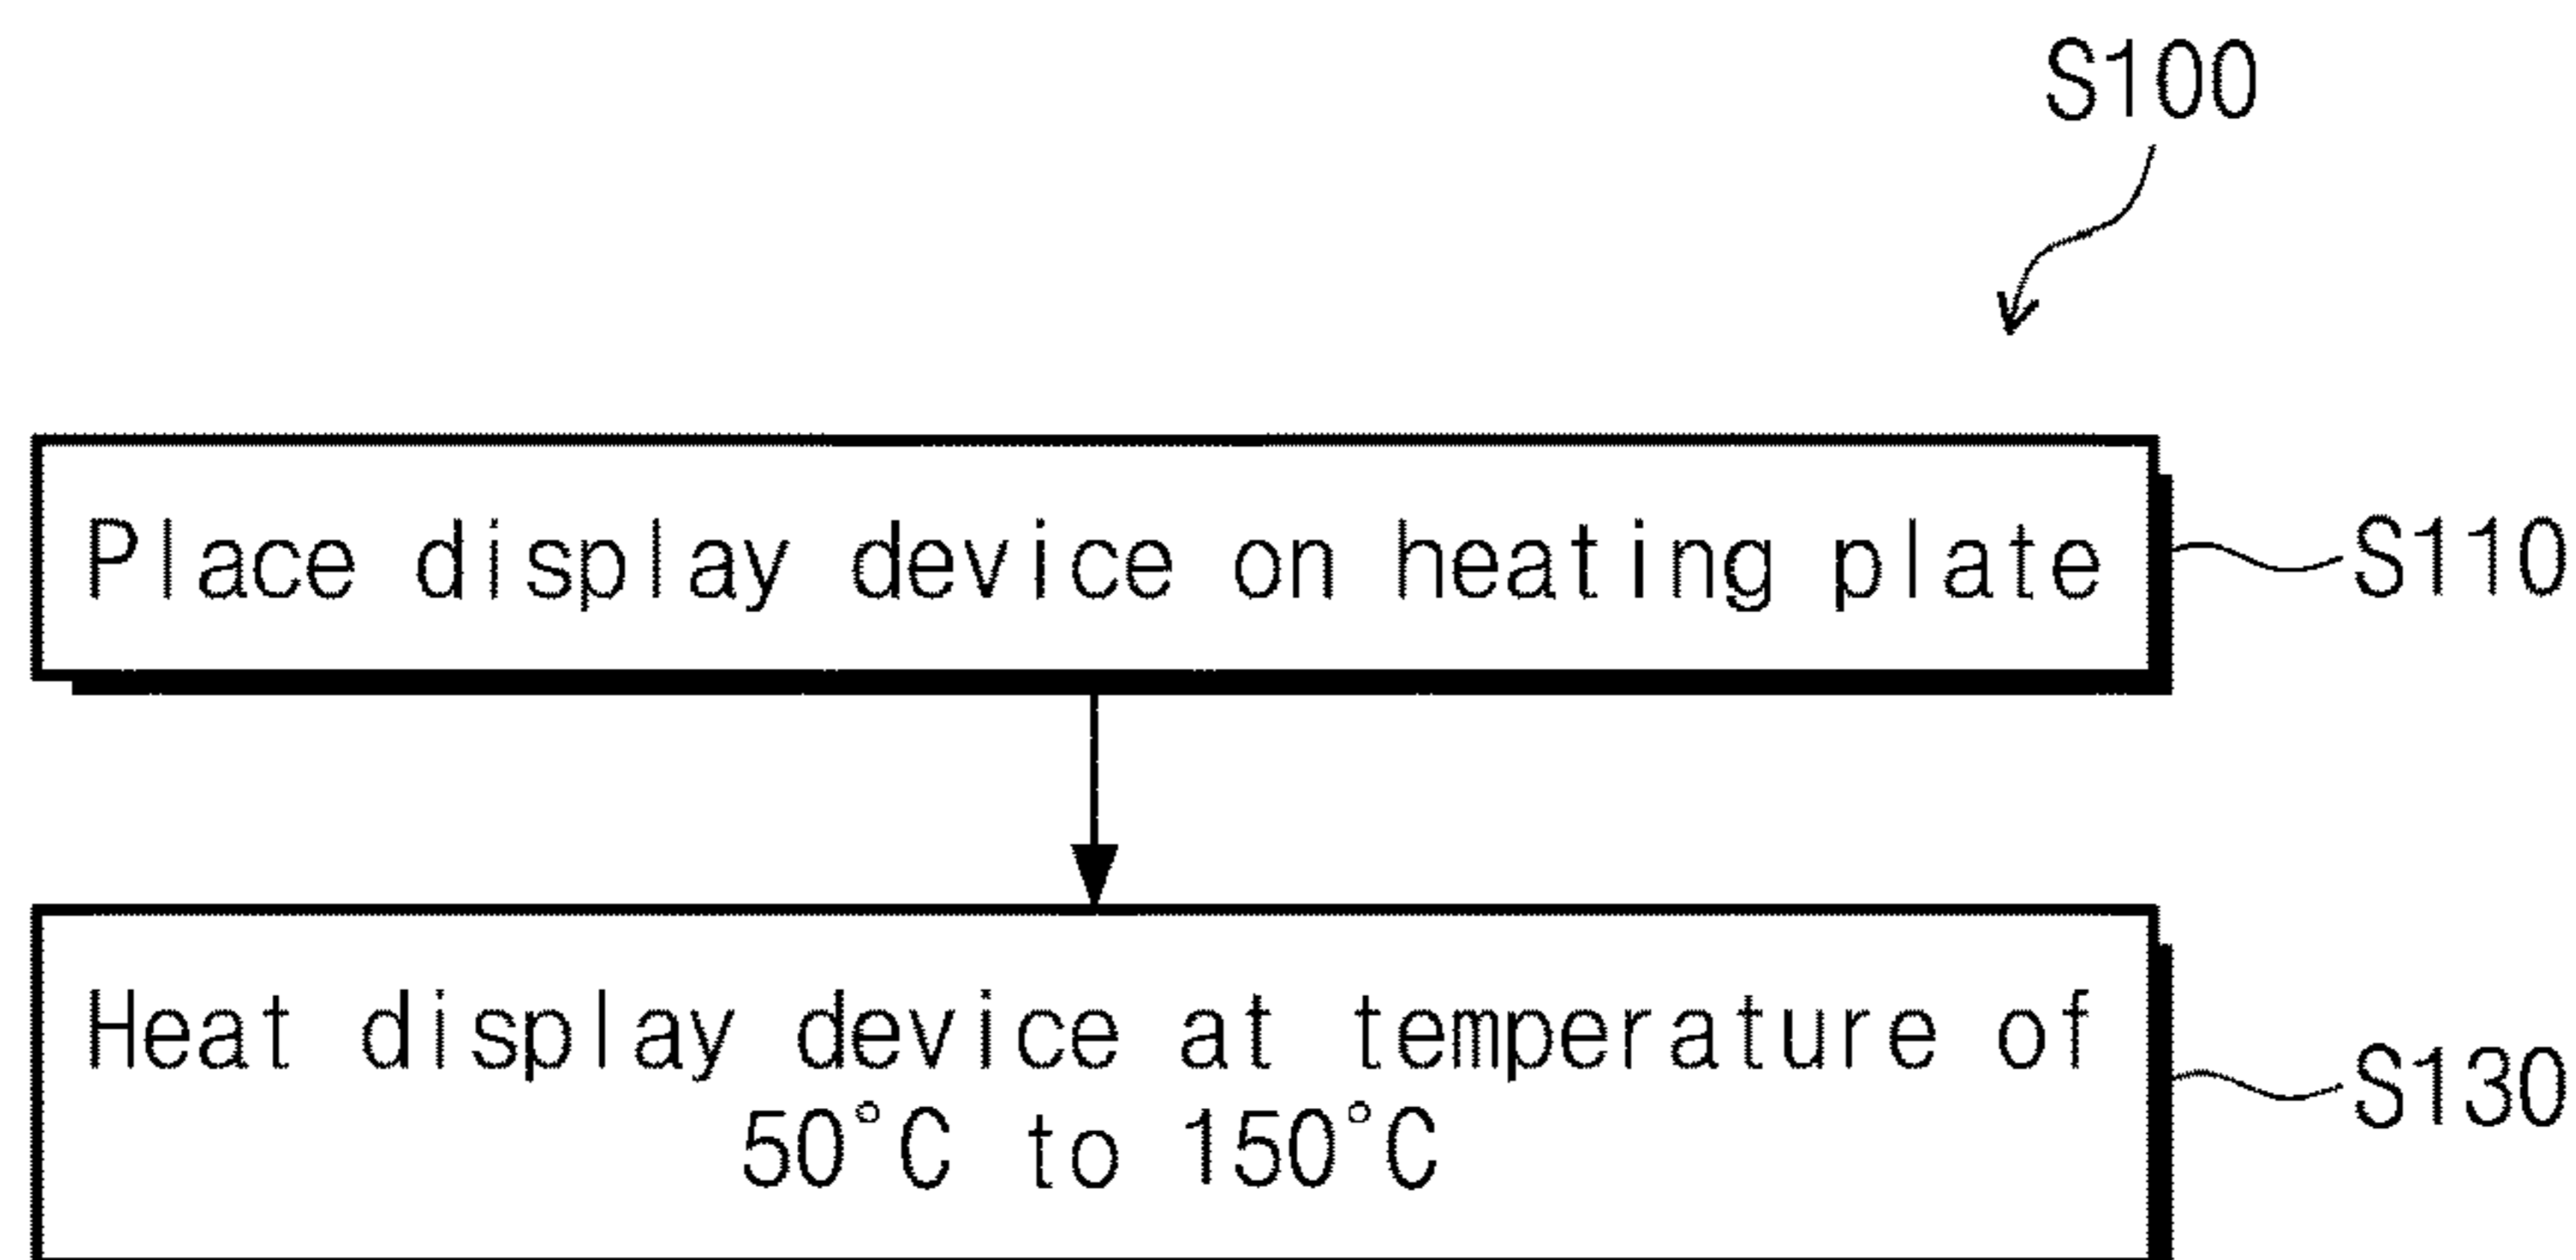 S100
Place display device on heating plate
S110
Heat display device at temperature of
50°C to 150°C
S130